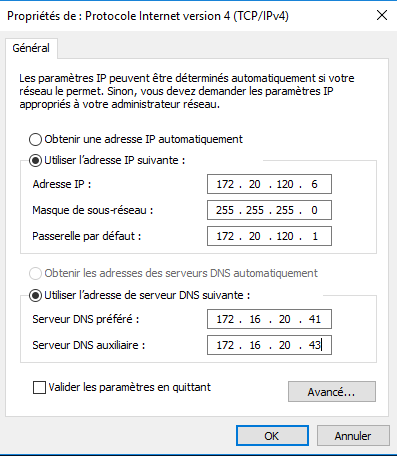 Propriétés de : Protocole Internet version 4 (TCP/IPv4)
Général
Les paramètres IP peuvent être déterminés automatiquement si votre
réseau le permet. Sinon, vous devez demander les paramètres IP
appropriés à votre administrateur réseau.
Obtenir une adresse IP automatiquement
Utiliser l'adresse IP suivante :
Adresse IP : 172 . 20 . 120 . 6
Masque de sous-réseau : 255 . 255 . 255 . 0
Passerelle par défaut : 172 . 20 . 120 . 1
Obtenir les adresses des serveurs DNS automatiquement
Utiliser l'adresse de serveur DNS suivante :
Serveur DNS préféré : 172 . 16 . 20 . 41
Serveur DNS auxiliaire : 172 . 16 . 20 . 43
Valider les paramètres en quittant
Avancé...
OK Annuler